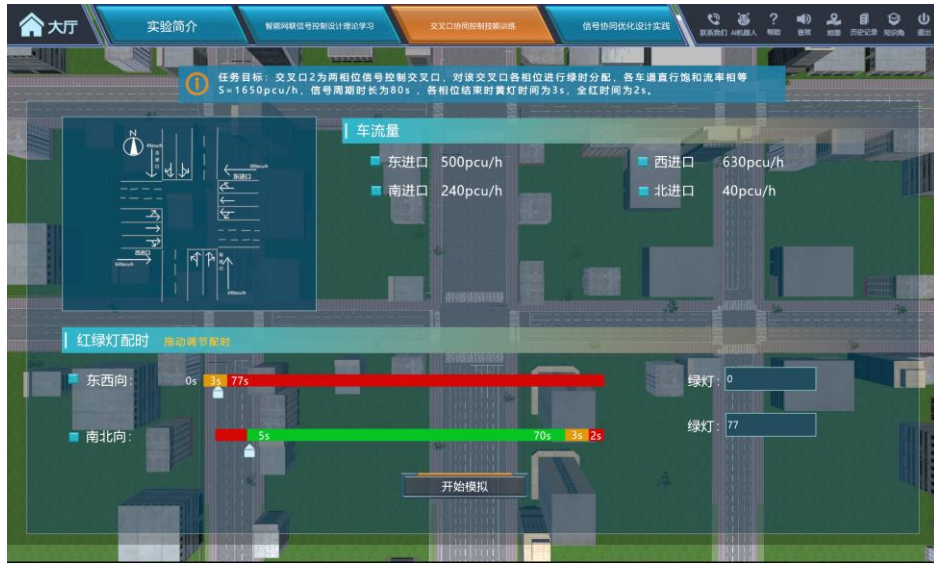 大厅
实验简介
智能网联信号控制设计理论学习
交叉口协同控制技能训练
信号协同优化设计实践
联系我们 AI机器人 帮助 音效 地图 历史记录 知识角 退出
任务目标：交叉口2为两相位信号控制交叉口，对该交叉口各相位进行绿时分配，各车道直行饱和流率相等
S=1650pcu/h，信号周期时长为80s，各相位结束时黄灯时间为3s，全红时间为2s。
车流量
东进口 500pcu/h
西进口 630pcu/h
南进口 240pcu/h
北进口 40pcu/h
N
东进口
西进口
红绿灯配时 拖动调节配时
东西向： 0s 3s 77s
绿灯： 0
南北向： 5s 70s 3s 2s
绿灯： 77
开始模拟